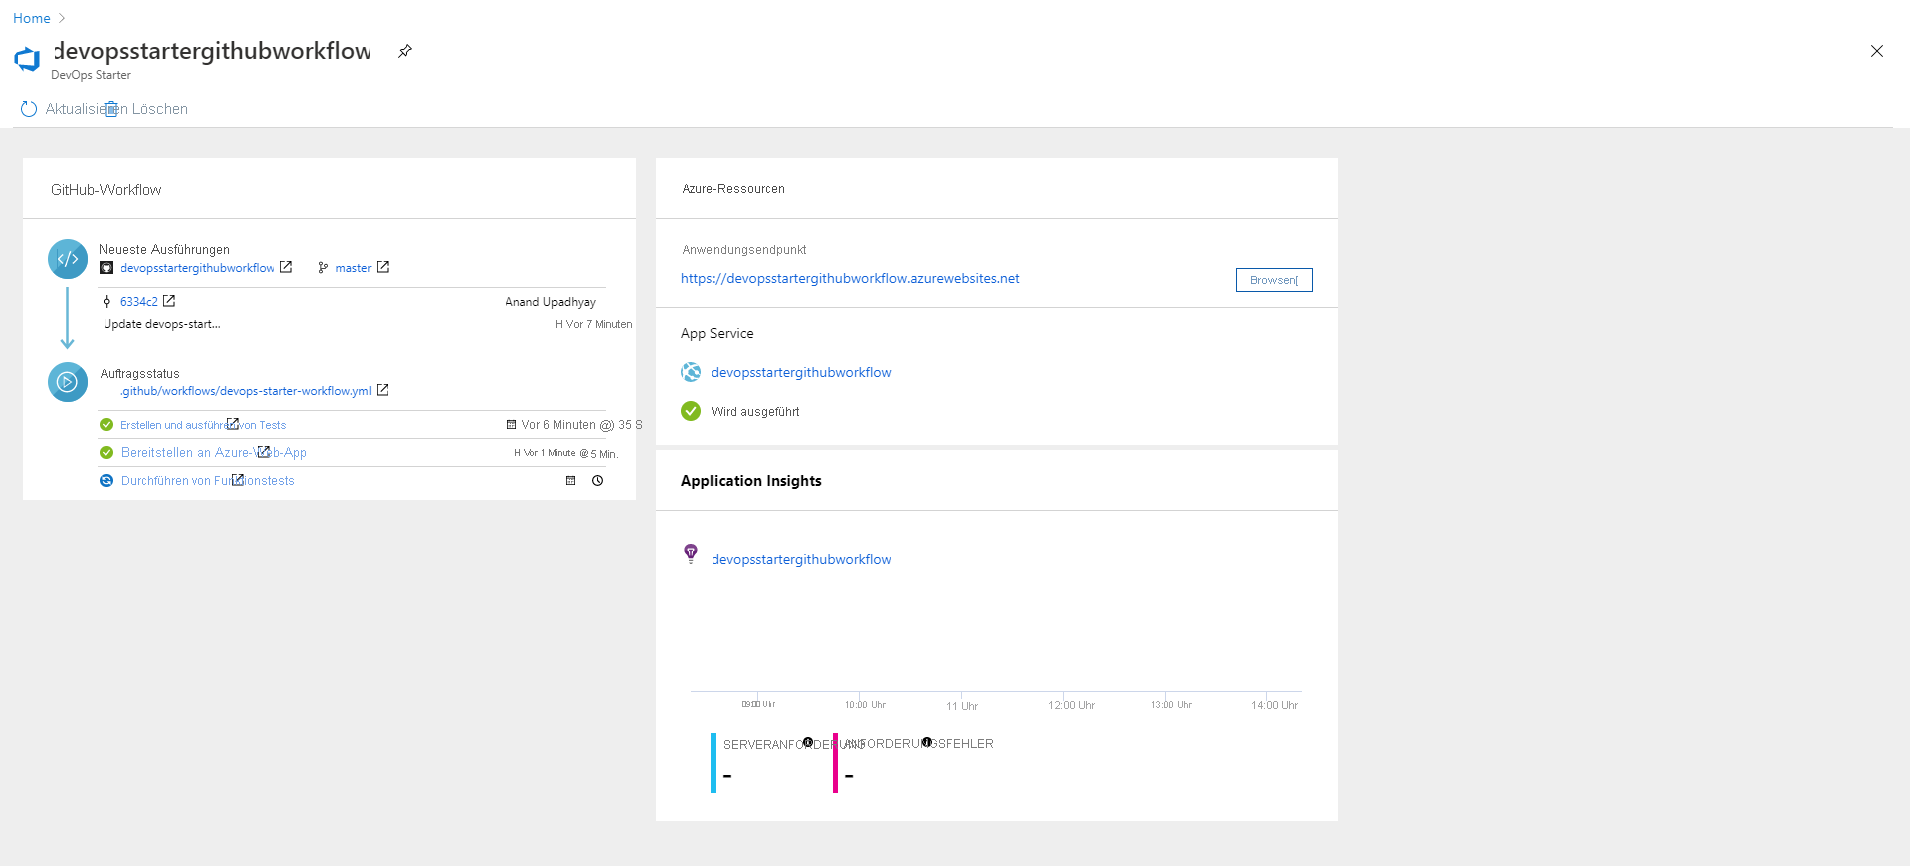 Home
devopsstartergithubworkflow
DevOps Starter
Aktualisieren Löschen
GitHub-Workflow
Neueste Ausführungen
devopsstartergithubworkflow master
6334c2 Anand Upadhyay
Update devops-start... H Vor 7 Minuten
Auftragsstatus
.github/workflows/devops-starter-workflow.yml
Erstellen und ausführen von Tests Vor 6 Minuten @) 35 S
Bereitstellen an Azure-Web-App H Vor 1 Minute @ 5 Min.
Durchführen von Funktionstests
Azure-Ressourcen
Anwendungsendpunkt
https://devopsstartergithubworkflow.azurewebsites.net Browsen[
App Service
devopsstartergithubworkflow
Wird ausgeführt
Application Insights
devopsstartergithubworkflow
09:00 Uhr 10:00 Uhr 11 Uhr 12:00 Uhr 13:00 Uhr 14:00 Uhr
SERVERANFORDERUNG ANFORDERUNGSFEHLER
- -